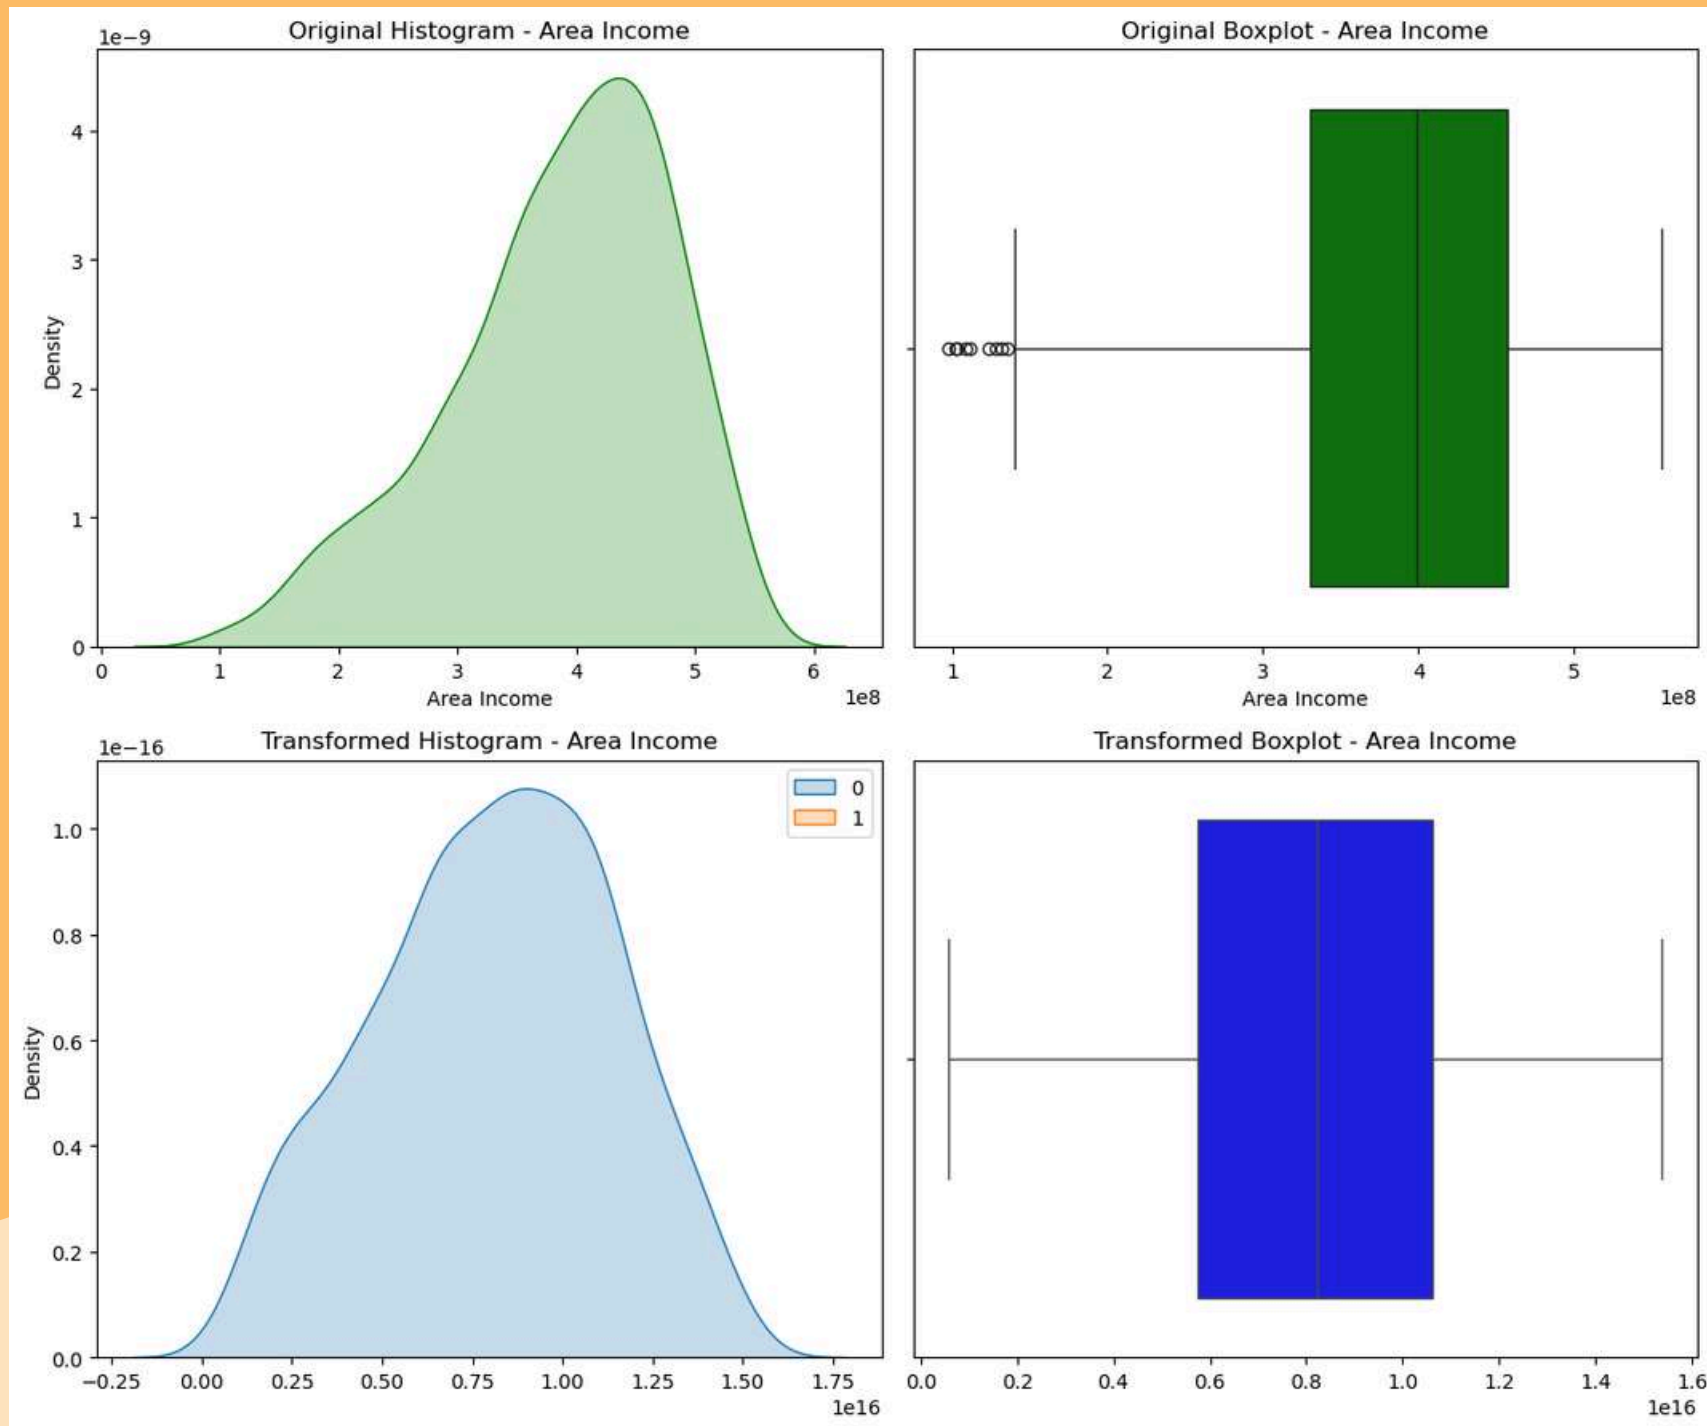 Original Histogram - Area Income
1e−9
4
3
2
1
0
Density
0 1 2 3 4 5 6
1e8
Area Income
Original Boxplot - Area Income
1 2 3 4 5
1e8
Area Income
Transformed Histogram - Area Income
1e−16
0
1
1.0
0.8
0.6
0.4
0.2
0.0
Density
−0.25 0.00 0.25 0.50 0.75 1.00 1.25 1.50 1.75
1e16
Transformed Boxplot - Area Income
0.0 0.2 0.4 0.6 0.8 1.0 1.2 1.4 1.6
1e16